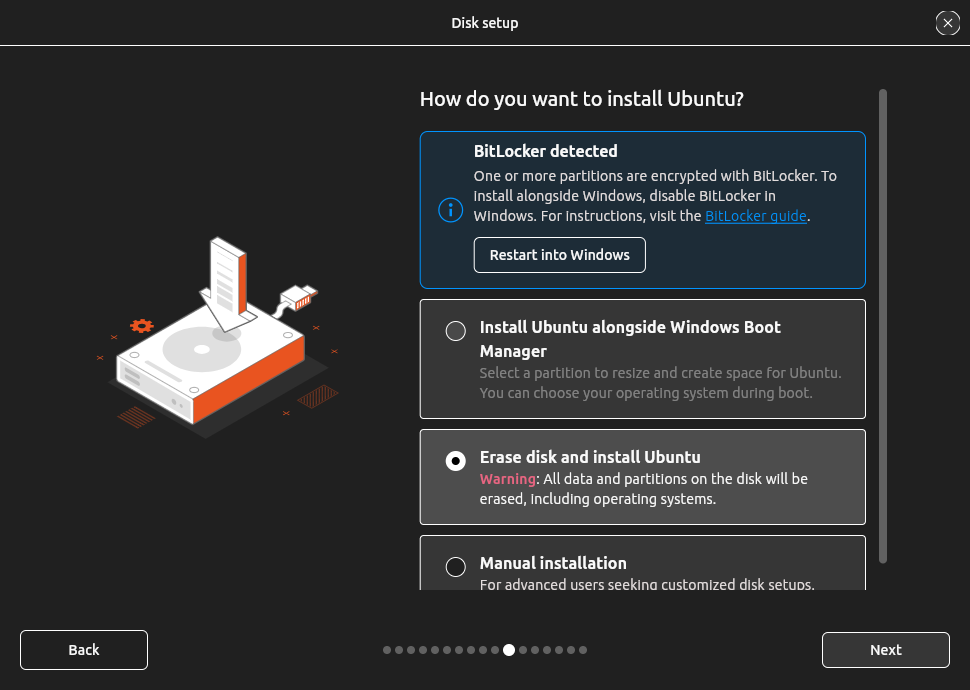 Disk setup
How do you want to install Ubuntu?
BitLocker detected
One or more partitions are encrypted with BitLocker. To
install alongside Windows, disable BitLocker in
Windows. For instructions, visit the BitLocker guide.
Restart into Windows
Install Ubuntu alongside Windows Boot
Manager
Select a partition to resize and create space for Ubuntu.
You can choose your operating system during boot.
Erase disk and install Ubuntu
Warning: All data and partitions on the disk will be
erased, including operating systems.
Manual installation
For advanced users seeking customized disk setups.
Back
Next